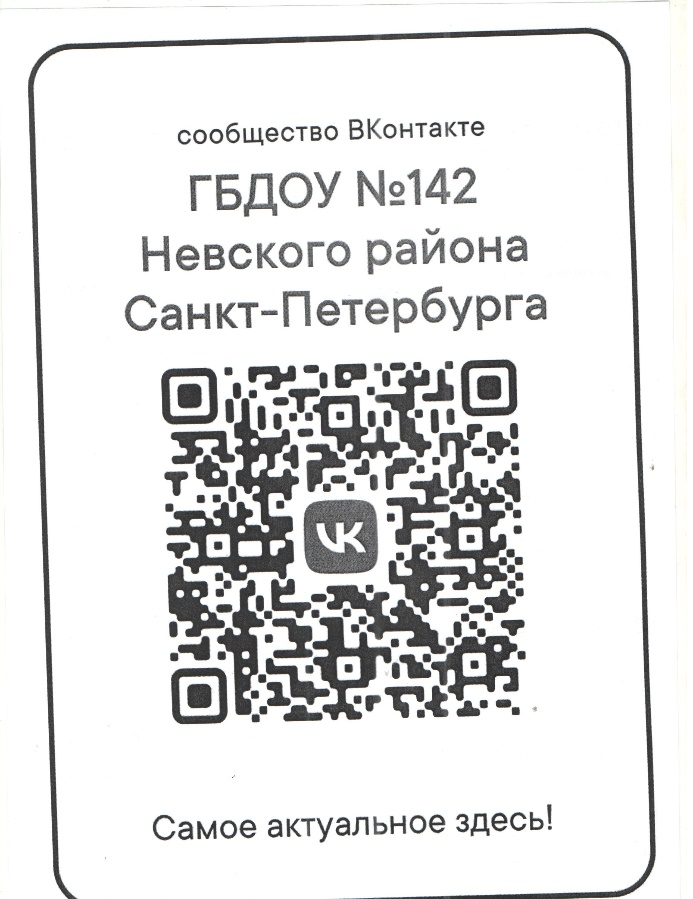 сообщество ВКонтакте
ГБДОУ №142
Невского района
Санкт-Петербурга
VK
Самое актуальное здесь!